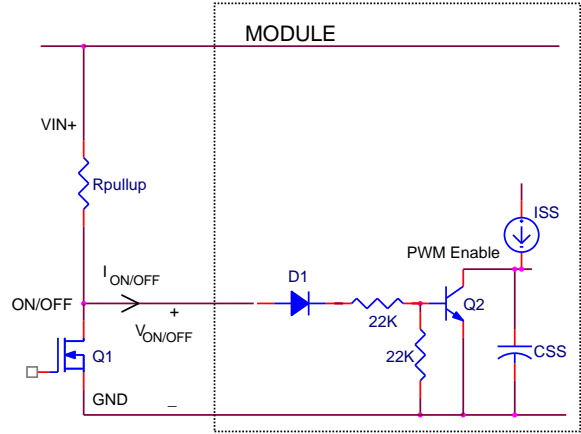 MODULE
VIN+
Rpullup
ISS
PWM Enable
I ON/OFF
D1
ON/OFF
+
22K
Q2
V ON/OFF
Q1
22K
CSS
GND
_